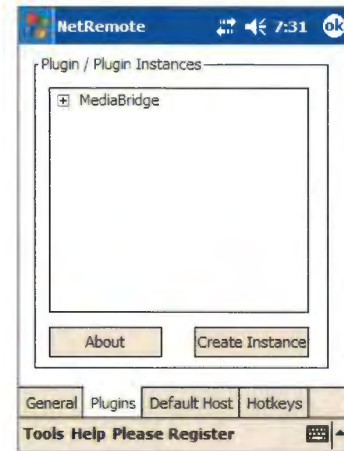 NetRemote 7:31 ok
Plugin / Plugin Instances
MediaBridge
About Create Instance
General Plugins Default Host Hotkeys
Tools Help Please Register